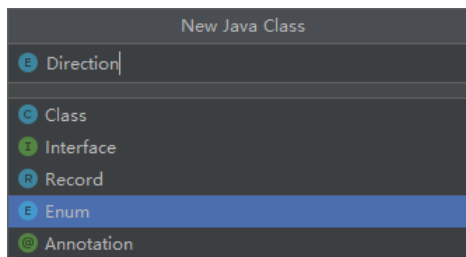 New Java Class
E Direction
C Class
I Interface
R Record
E Enum
@ Annotation